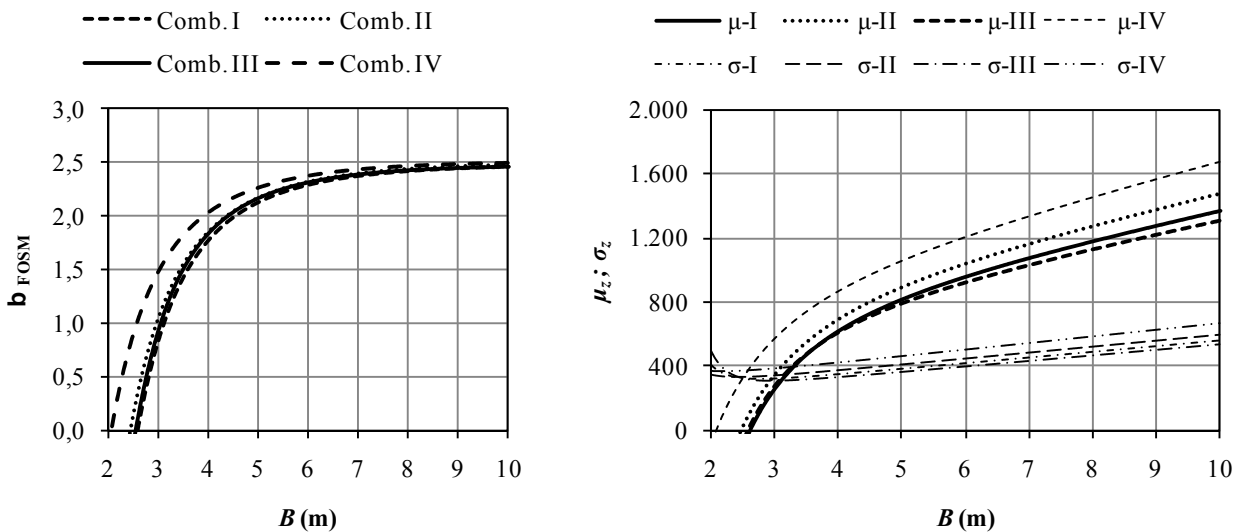 Comb. I Comb. II
Comb. III Comb. IV
3,0
2,5
2,0
1,5
1,0
0,5
0,0
b FOSM
2 3 4 5 6 7 8 9 10
B (m)
μ-I μ-II μ-III μ-IV
σ-I σ-II σ-III σ-IV
2.000
1.600
1.200
800
400
0
μz ; σz
2 3 4 5 6 7 8 9 10
B (m)